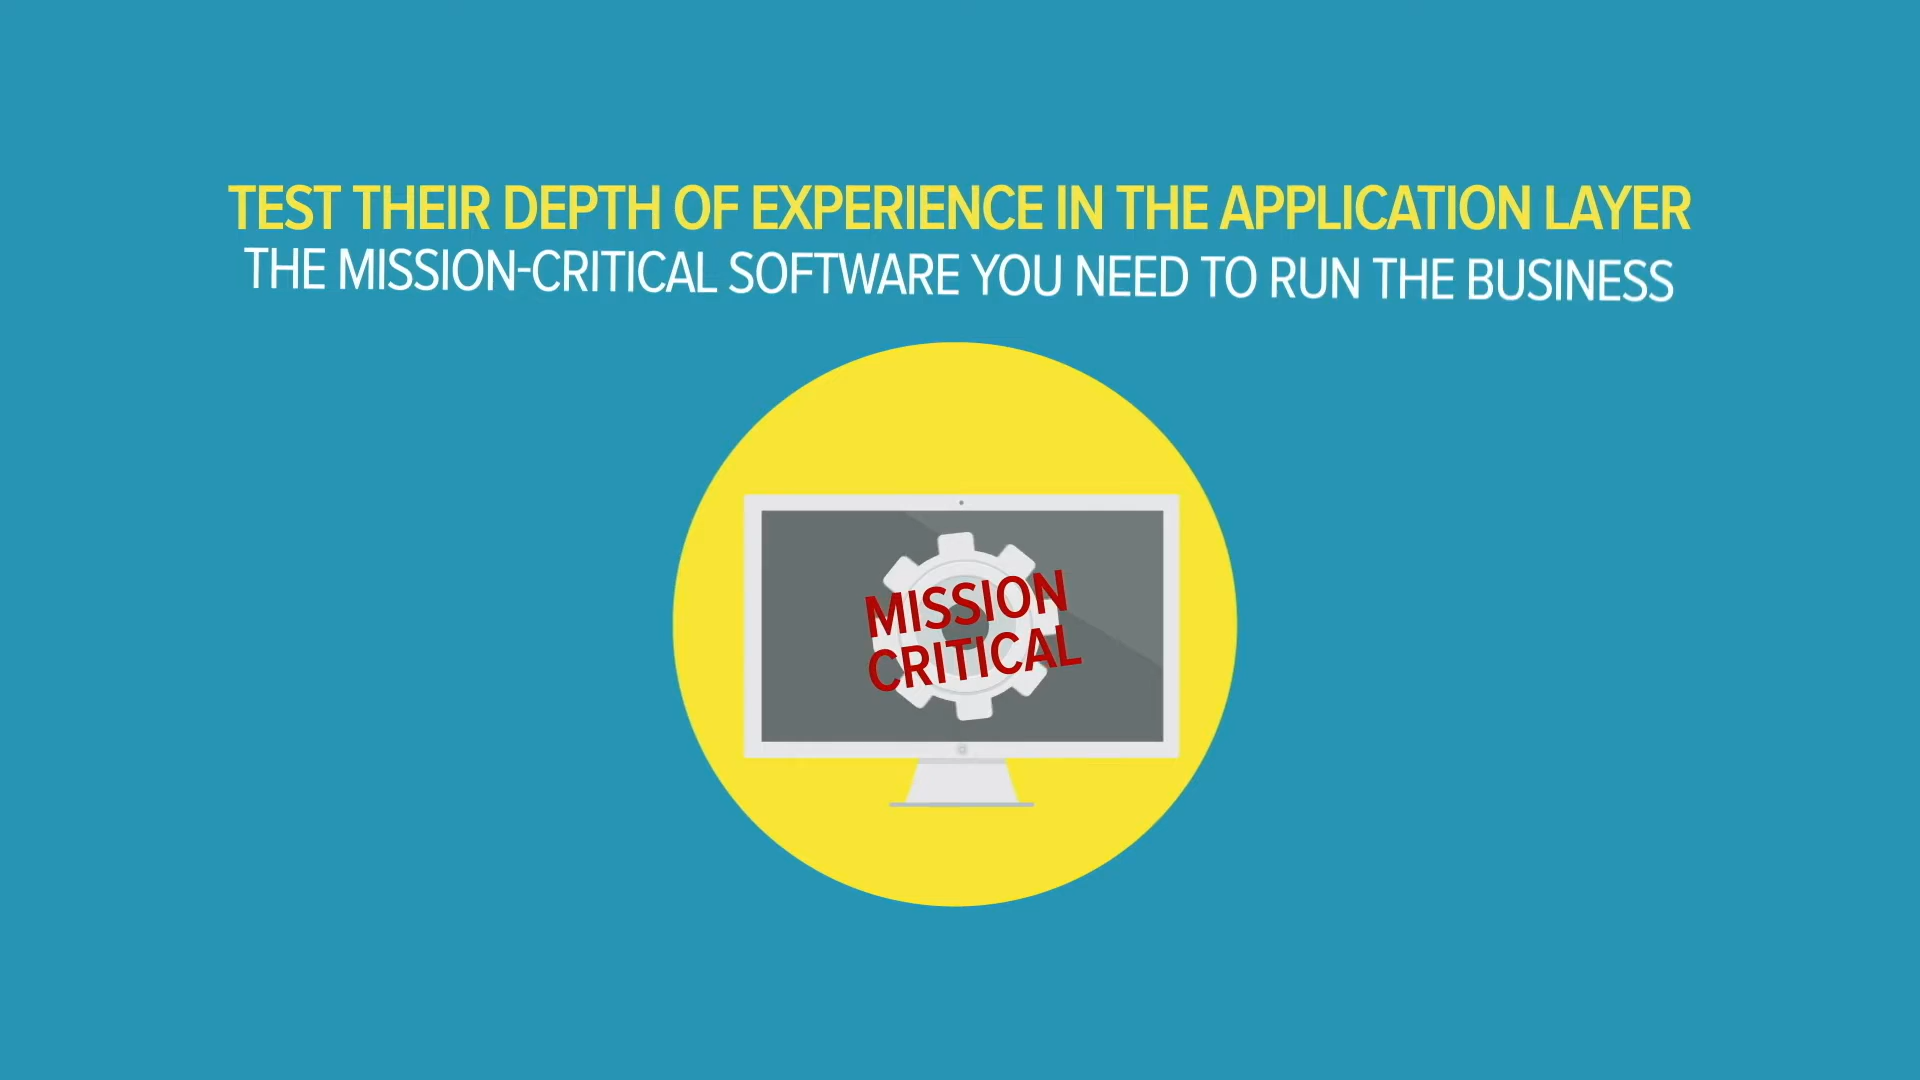 TEST THEIR DEPTH OF EXPERIENCE IN THE APPLICATION LAYER
THE MISSION-CRITICAL SOFTWARE YOU NEED TO RUN THE BUSINESS
MISSION
CRITICAL